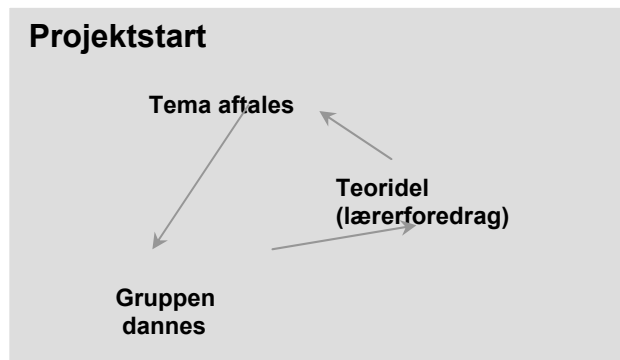 Projektstart
Tema aftales
Teoridel
(lærerforedrag)
Gruppen
dannes